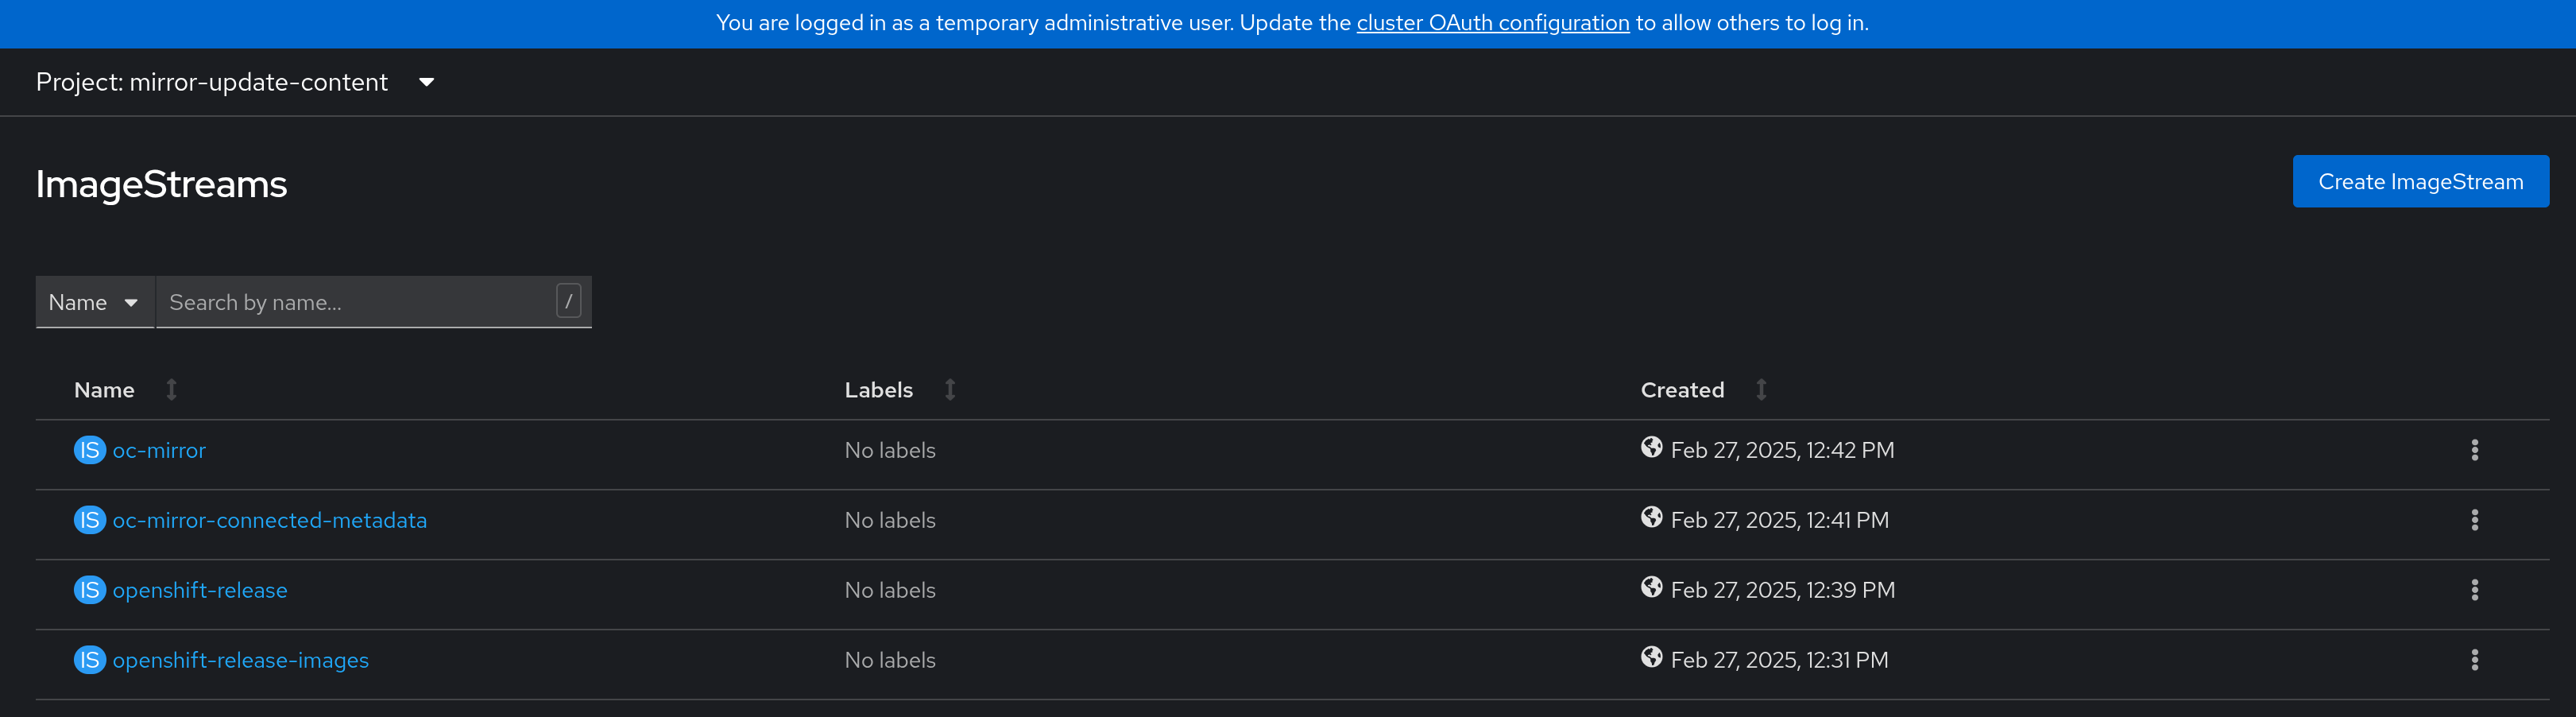 You are logged in as a temporary administrative user. Update the cluster OAuth configuration to allow others to log in.
Project: mirror-update-content
ImageStreams
Create ImageStream
Name Search by name... /
Name Labels Created
IS oc-mirror No labels Feb 27, 2025, 12:42 PM
IS oc-mirror-connected-metadata No labels Feb 27, 2025, 12:41 PM
IS openshift-release No labels Feb 27, 2025, 12:39 PM
IS openshift-release-images No labels Feb 27, 2025, 12:31 PM